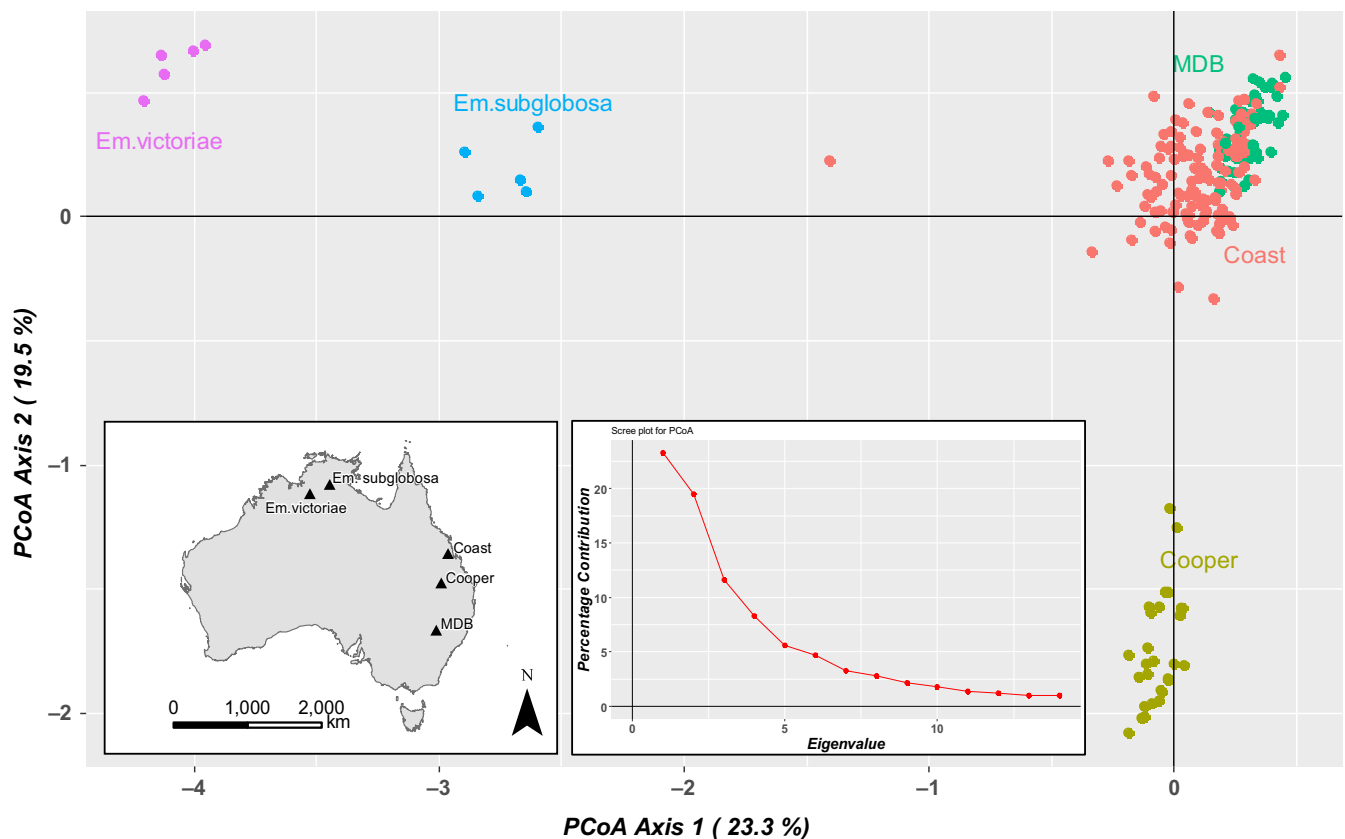 MDB
Em.subglobosa
Em.victoriae
Coast
Cooper
0
−1
−2
PCoA Axis 2 ( 19.5 %)
−4
−3
−2
−1
0
PCoA Axis 1 ( 23.3 %)
Em. subglobosa
Em.victoriae
Coast
Cooper
MDB
N
0 1,000 2,000
km
Scree plot for PCoA
20
15
10
5
0
Percentage Contribution
0 5 10
Eigenvalue